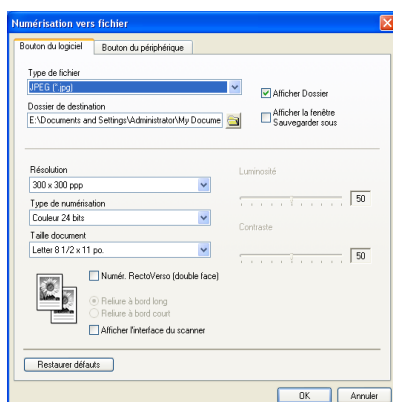 Numérisation vers fichier
Bouton du logiciel Bouton du périphérique
Type de fichier
JPEG (*.jpg)
Afficher Dossier
Dossier de destination
E:\Documents and Settings\Administrator\My Docume
Afficher la fenêtre
Sauvegarder sous
Résolution
300 x 300 ppp
Luminosité
50
Type de numérisation
Couleur 24 bits
Contraste
50
Taille document
Letter 8 1/2 x 11 po.
Numér. RectoVerso (double face)
Reliure à bord long
Reliure à bord court
Afficher l'interface du scanner
Restaurer défauts
OK Annuler